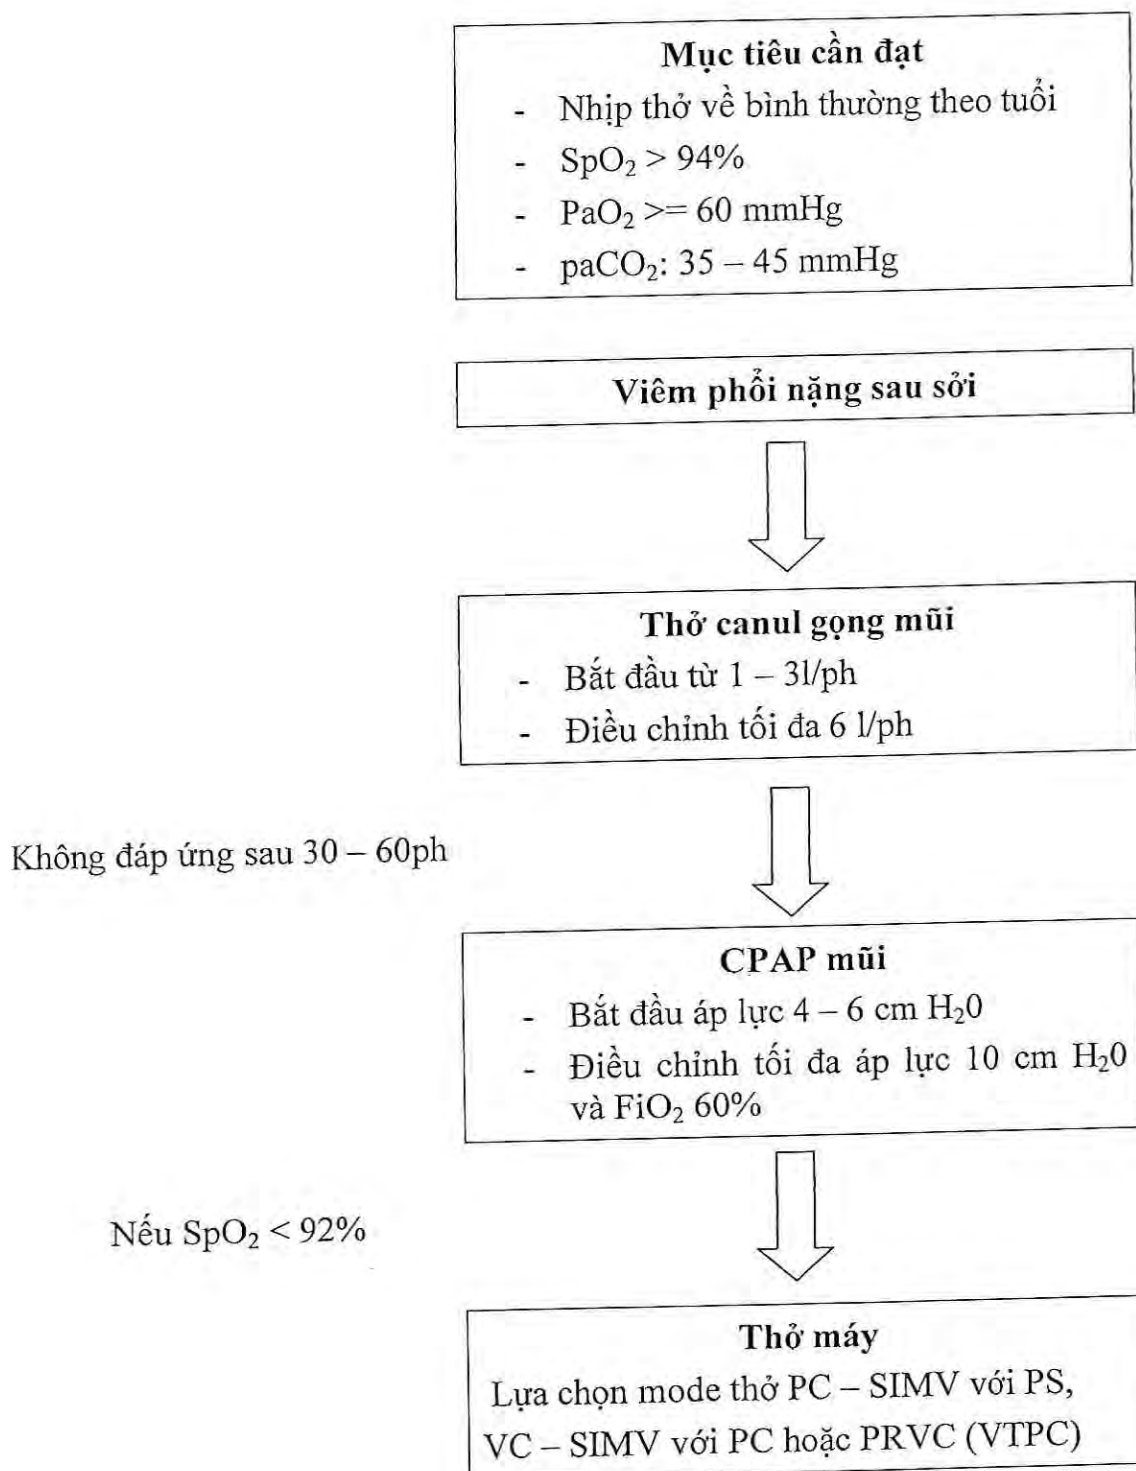 Mục tiêu cần đạt
- Nhịp thở về bình thường theo tuổi
- SpO₂ > 94%
- PaO₂ >= 60 mmHg
- paCO₂: 35 – 45 mmHg
Viêm phổi nặng sau sởi
Thở canul gọng mũi
- Bắt đầu từ 1 – 3l/ph
- Điều chỉnh tối đa 6 l/ph
Không đáp ứng sau 30 – 60ph
CPAP mũi
- Bắt đầu áp lực 4 – 6 cm H₂0
- Điều chỉnh tối đa áp lực 10 cm H₂0
và FiO₂ 60%
Nếu SpO₂ < 92%
Thở máy
Lựa chọn mode thở PC – SIMV với PS,
VC – SIMV với PC hoặc PRVC (VTPC)